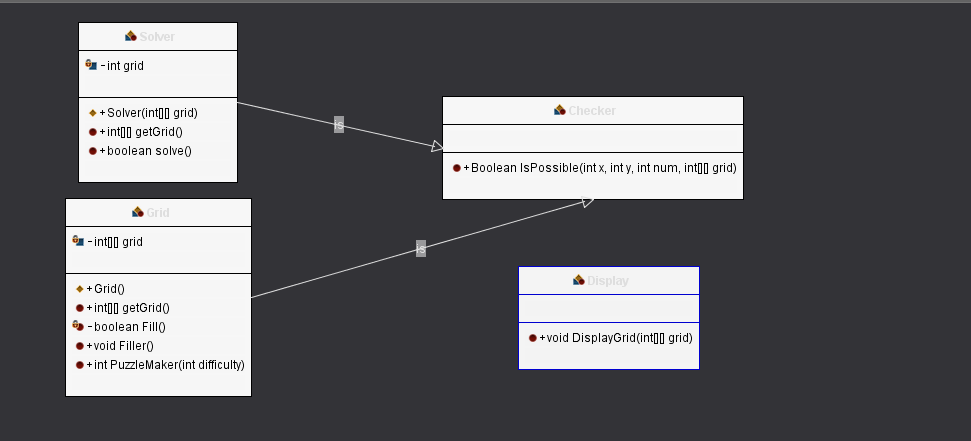 Solver
-int grid
+Solver(int[][] grid)
+int[][] getGrid()
+boolean solve()
is
Checker
+Boolean IsPossible(int x, int y, int num, int[][] grid)
Grid
-int[][] grid
+Grid()
+int[][] getGrid()
-boolean Fill()
+void Filler()
+int PuzzleMaker(int difficulty)
is
Display
+void DisplayGrid(int[][] grid)